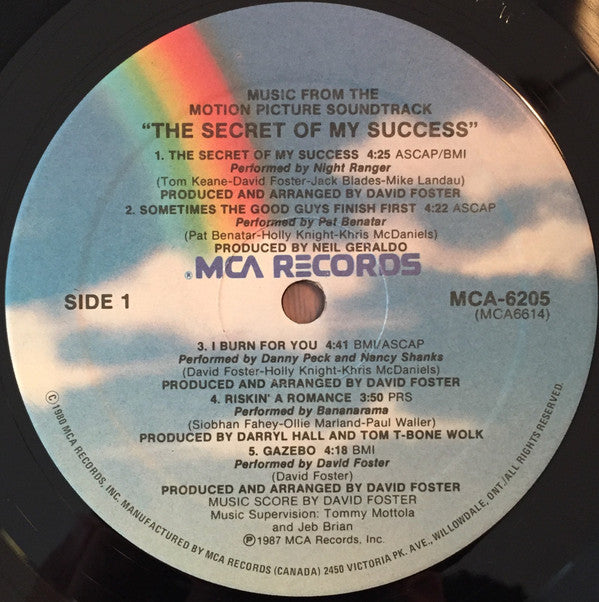 MUSIC FROM THE
MOTION PICTURE SOUNDTRACK
"THE SECRET OF MY SUCCESS"
1. THE SECRET OF MY SUCCESS 4:25 ASCAP/BMI
Performed by Night Ranger
(Tom Keane-David Foster-Jack Blades-Mike Landau)
PRODUCED AND ARRANGED BY DAVID FOSTER
2. SOMETIMES THE GOOD GUYS FINISH FIRST 4:22 ASCAP
Performed by Pat Benatar
(Pat Benatar-Holly Knight-Khris McDaniels)
PRODUCED BY NEIL GERALDO
® MCA RECORDS
SIDE 1
MCA-6205
(MCA6614)
3. I BURN FOR YOU 4:41 BMI/ASCAP
Performed by Danny Peck and Nancy Shanks
(David Foster-Holly Knight-Khris McDaniels)
PRODUCED AND ARRANGED BY DAVID FOSTER
4. RISKIN' A ROMANCE 3:50 PRS
Performed by Bananarama
(Siobhan Fahey-Ollie Marland-Paul Waller)
PRODUCED BY DARRYL HALL AND TOM T-BONE WOLK
5. GAZEBO 4:18 BMI
Performed by David Foster
(David Foster)
PRODUCED AND ARRANGED BY DAVID FOSTER
MUSIC SCORE BY DAVID FOSTER
Music Supervision: Tommy Mottola
and Jeb Brian
℗1987 MCA Records, Inc.
© 1980 MCA RECORDS, INC. MANUFACTURED BY MCA RECORDS (CANADA) 2450 VICTORIA PK. AVE., WILLOWDALE, ONT./ALL RIGHTS RESERVED.